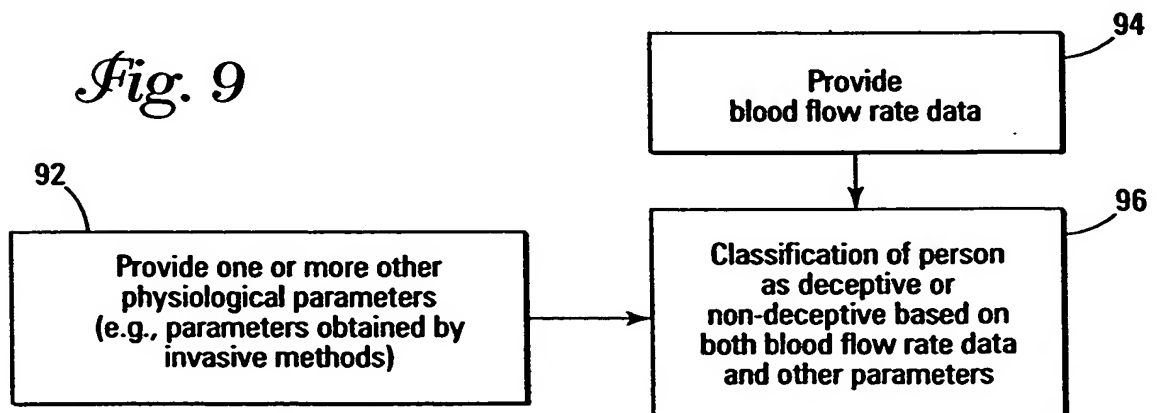 Fig. 9
94
Provide
blood flow rate data
92
Provide one or more other
physiological parameters
(e.g., parameters obtained by
invasive methods)
96
Classification of person
as deceptive or
non-deceptive based on
both blood flow rate data
and other parameters